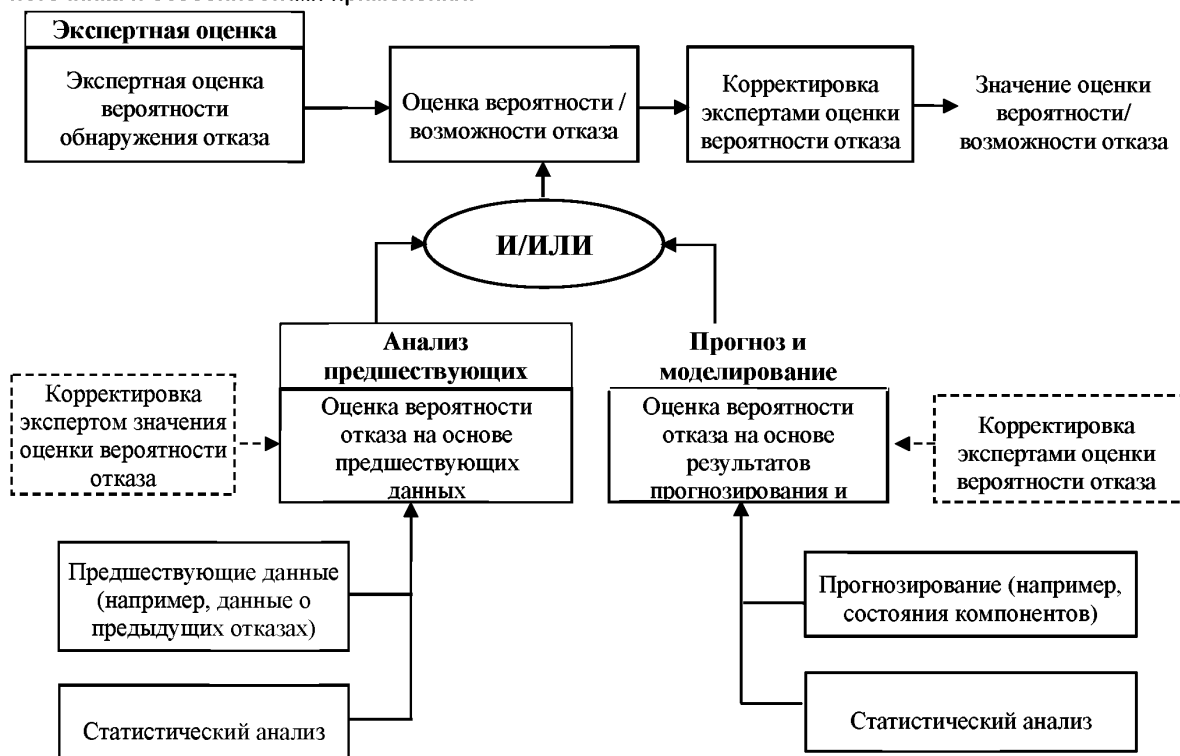 Экспертная оценка
Экспертная оценка
вероятности
обнаружения отказа
Оценка вероятности /
возможности отказа
Корректировка
экспертами оценки
вероятности отказа
Значение оценки
вероятности/
возможности отказа
И/ИЛИ
Анализ
предшествующих
Оценка вероятности
отказа на основе
предшествующих
данных
Прогноз и
моделирование
Оценка вероятности
отказа на основе
результатов
прогнозирования и
Корректировка
экспертом значения
оценки вероятности
отказа
Корректировка
экспертами оценки
вероятности отказа
Предшествующие данные
(например, данные о
предыдущих отказах)
Статистический анализ
Прогнозирование (например,
состояния компонентов)
Статистический анализ